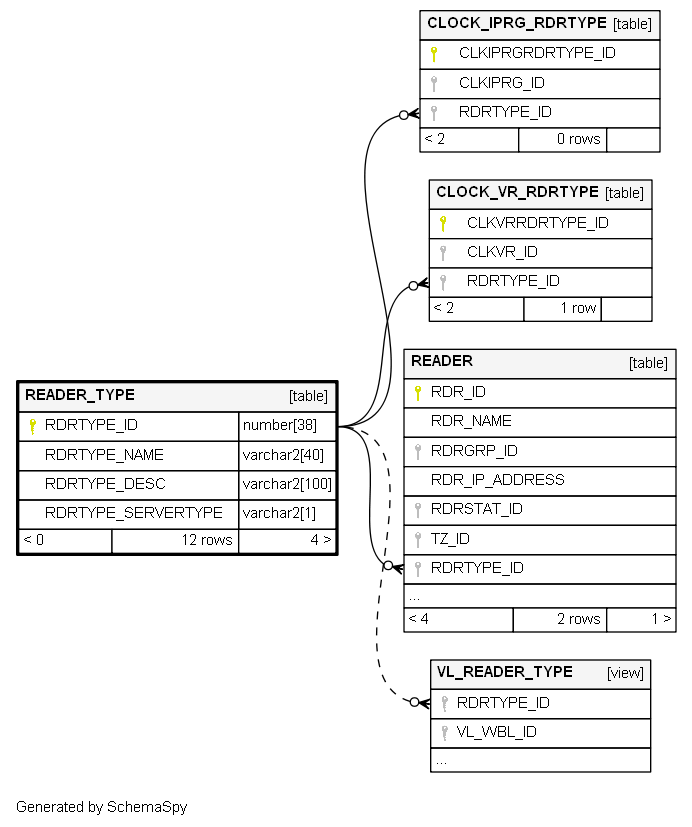 CLOCK_IPRG_RDRTYPE [table]
CLKIPRGRDRTYPE_ID
CLKIPRG_ID
RDRTYPE_ID
< 2 0 rows
CLOCK_VR_RDRTYPE [table]
CLKVRRDRTYPE_ID
CLKVR_ID
RDRTYPE_ID
< 2 1 row
READER [table]
RDR_ID
RDR_NAME
RDRGRP_ID
RDR_IP_ADDRESS
RDRSTAT_ID
TZ_ID
RDRTYPE_ID
...
< 4 2 rows 1 >
READER_TYPE [table]
RDRTYPE_ID number[38]
RDRTYPE_NAME varchar2[40]
RDRTYPE_DESC varchar2[100]
RDRTYPE_SERVERTYPE varchar2[1]
< 0 12 rows 4 >
VL_READER_TYPE [view]
RDRTYPE_ID
VL_WBL_ID
...
Generated by SchemaSpy